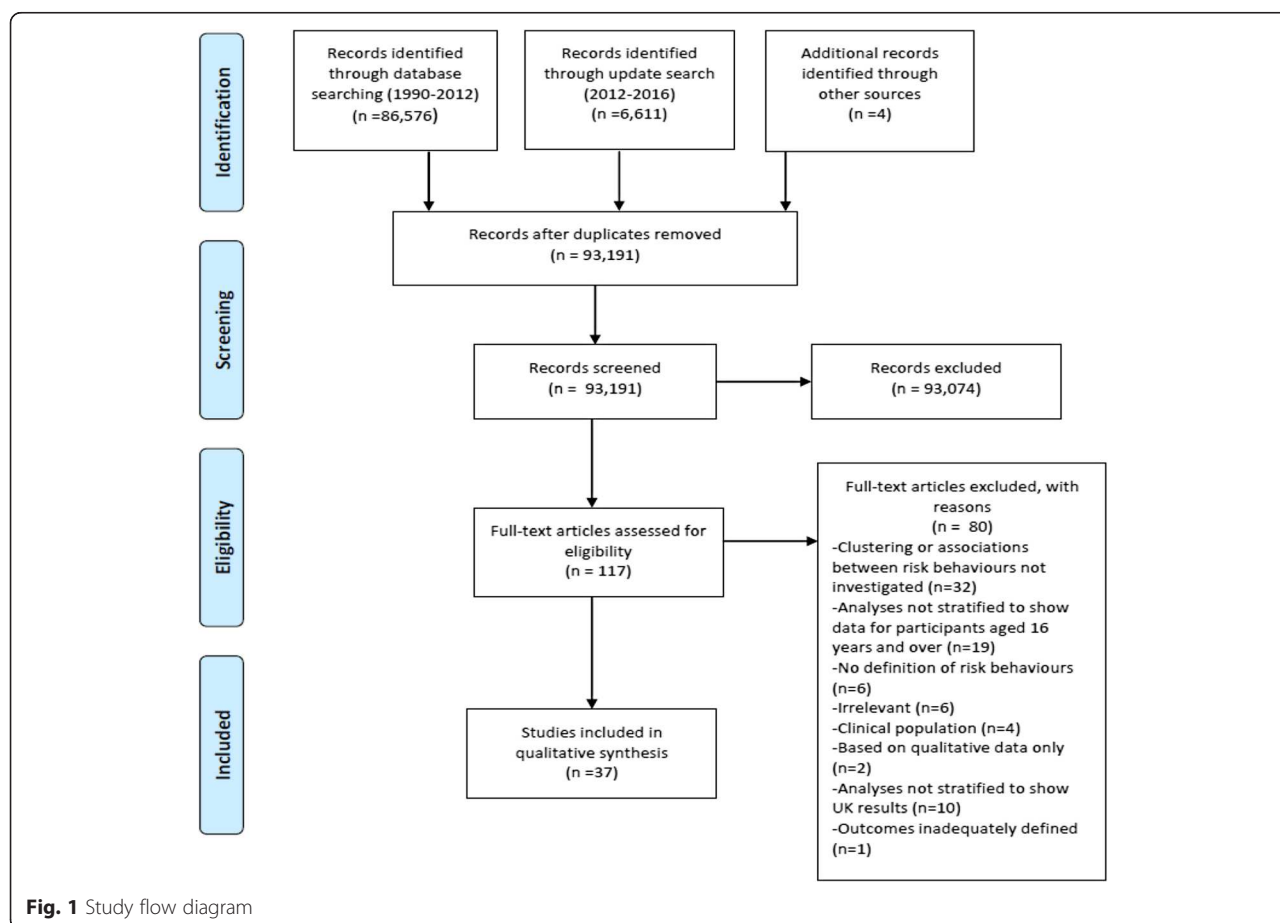 Identification
Records identified
through database
searching (1990-2012)
(n =86,576)
Records identified
through update search
(2012-2016)
(n =6,611)
Additional records
identified through
other sources
(n =4)
Records after duplicates removed
(n = 93,191)
Screening
Records screened
(n = 93,191)
Records excluded
(n = 93,074)
Eligibility
Full-text articles assessed for
eligibility
(n = 117)
Full-text articles excluded, with
reasons
(n = 80)
-Clustering or associations
between risk behaviours not
investigated (n=32)
-Analyses not stratified to show
data for participants aged 16
years and over (n=19)
-No definition of risk behaviours
(n=6)
-Irrelevant (n=6)
-Clinical population (n=4)
-Based on qualitative data only
(n=2)
-Analyses not stratified to show
UK results (n=10)
-Outcomes inadequately defined
(n=1)
Included
Studies included in
qualitative synthesis
(n =37)
Fig. 1 Study flow diagram